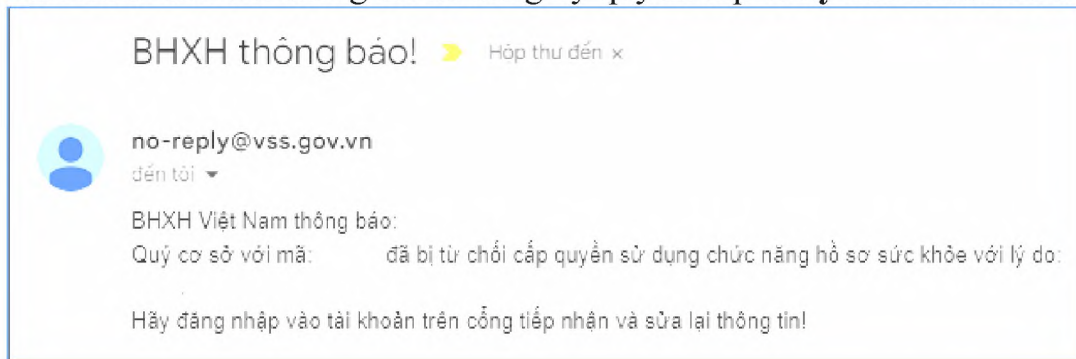 BHXH thông báo! Hộp thư đến ×
no-reply@vss.gov.vn
đến tôi
BHXH Việt Nam thông báo:
Quý cơ sở với mã: đã bị từ chối cấp quyền sử dụng chức năng hồ sơ sức khỏe với lý do:
Hãy đăng nhập vào tài khoản trên cổng tiếp nhận và sửa lại thông tin!